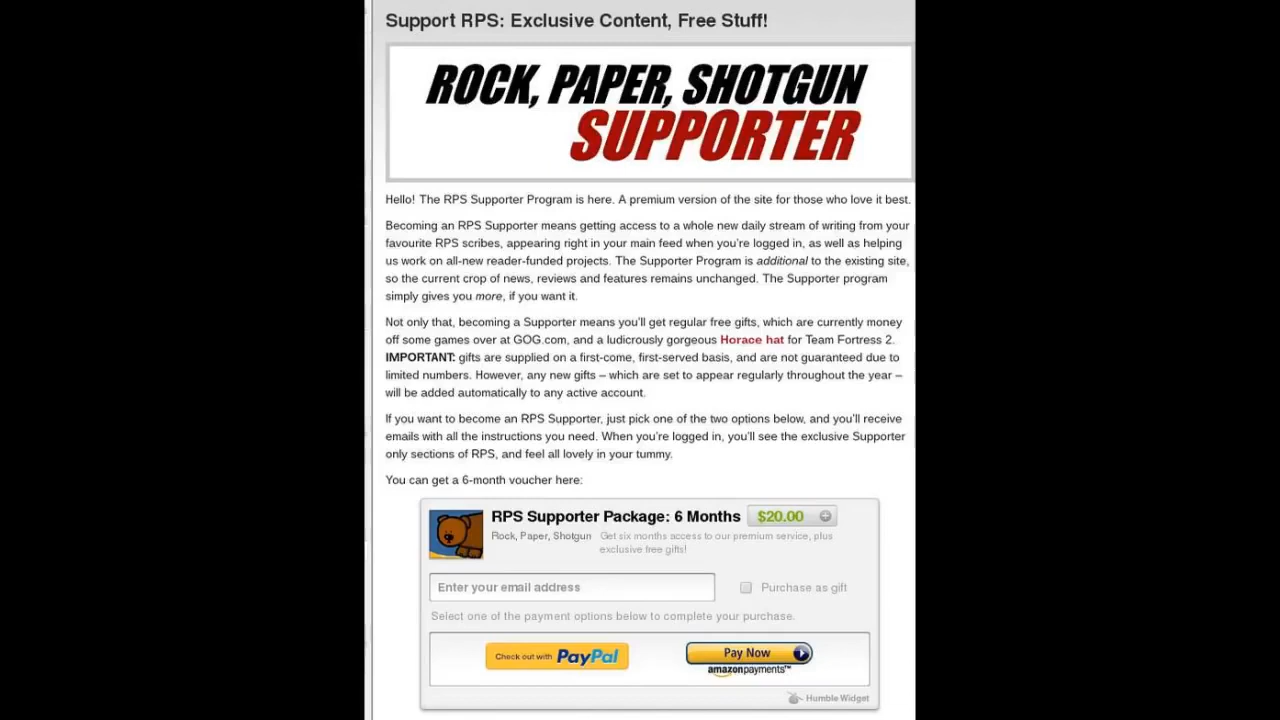 Support RPS: Exclusive Content, Free Stuff!
ROCK, PAPER, SHOTGUN
SUPPORTER
Hello! The RPS Supporter Program is here. A premium version of the site for those who love it best.
Becoming an RPS Supporter means getting access to a whole new daily stream of writing from your
favourite RPS scribes, appearing right in your main feed when you’re logged in, as well as helping
us work on all-new reader-funded projects. The Supporter Program is additional to the existing site,
so the current crop of news, reviews and features remains unchanged. The Supporter program
simply gives you more, if you want it.
Not only that, becoming a Supporter means you’ll get regular free gifts, which are currently money
off some games over at GOG.com, and a ludicrously gorgeous Horace hat for Team Fortress 2.
IMPORTANT: gifts are supplied on a first-come, first-served basis, and are not guaranteed due to
limited numbers. However, any new gifts – which are set to appear regularly throughout the year –
will be added automatically to any active account.
If you want to become an RPS Supporter, just pick one of the two options below, and you’ll receive
emails with all the instructions you need. When you’re logged in, you’ll see the exclusive Supporter
only sections of RPS, and feel all lovely in your tummy.
You can get a 6-month voucher here:
RPS Supporter Package: 6 Months $20.00
Rock, Paper, Shotgun Get six months access to our premium service, plus
exclusive free gifts!
Enter your email address Purchase as gift
Select one of the payment options below to complete your purchase.
Check out with PayPal Pay Now
amazonpayments™
Humble Widget